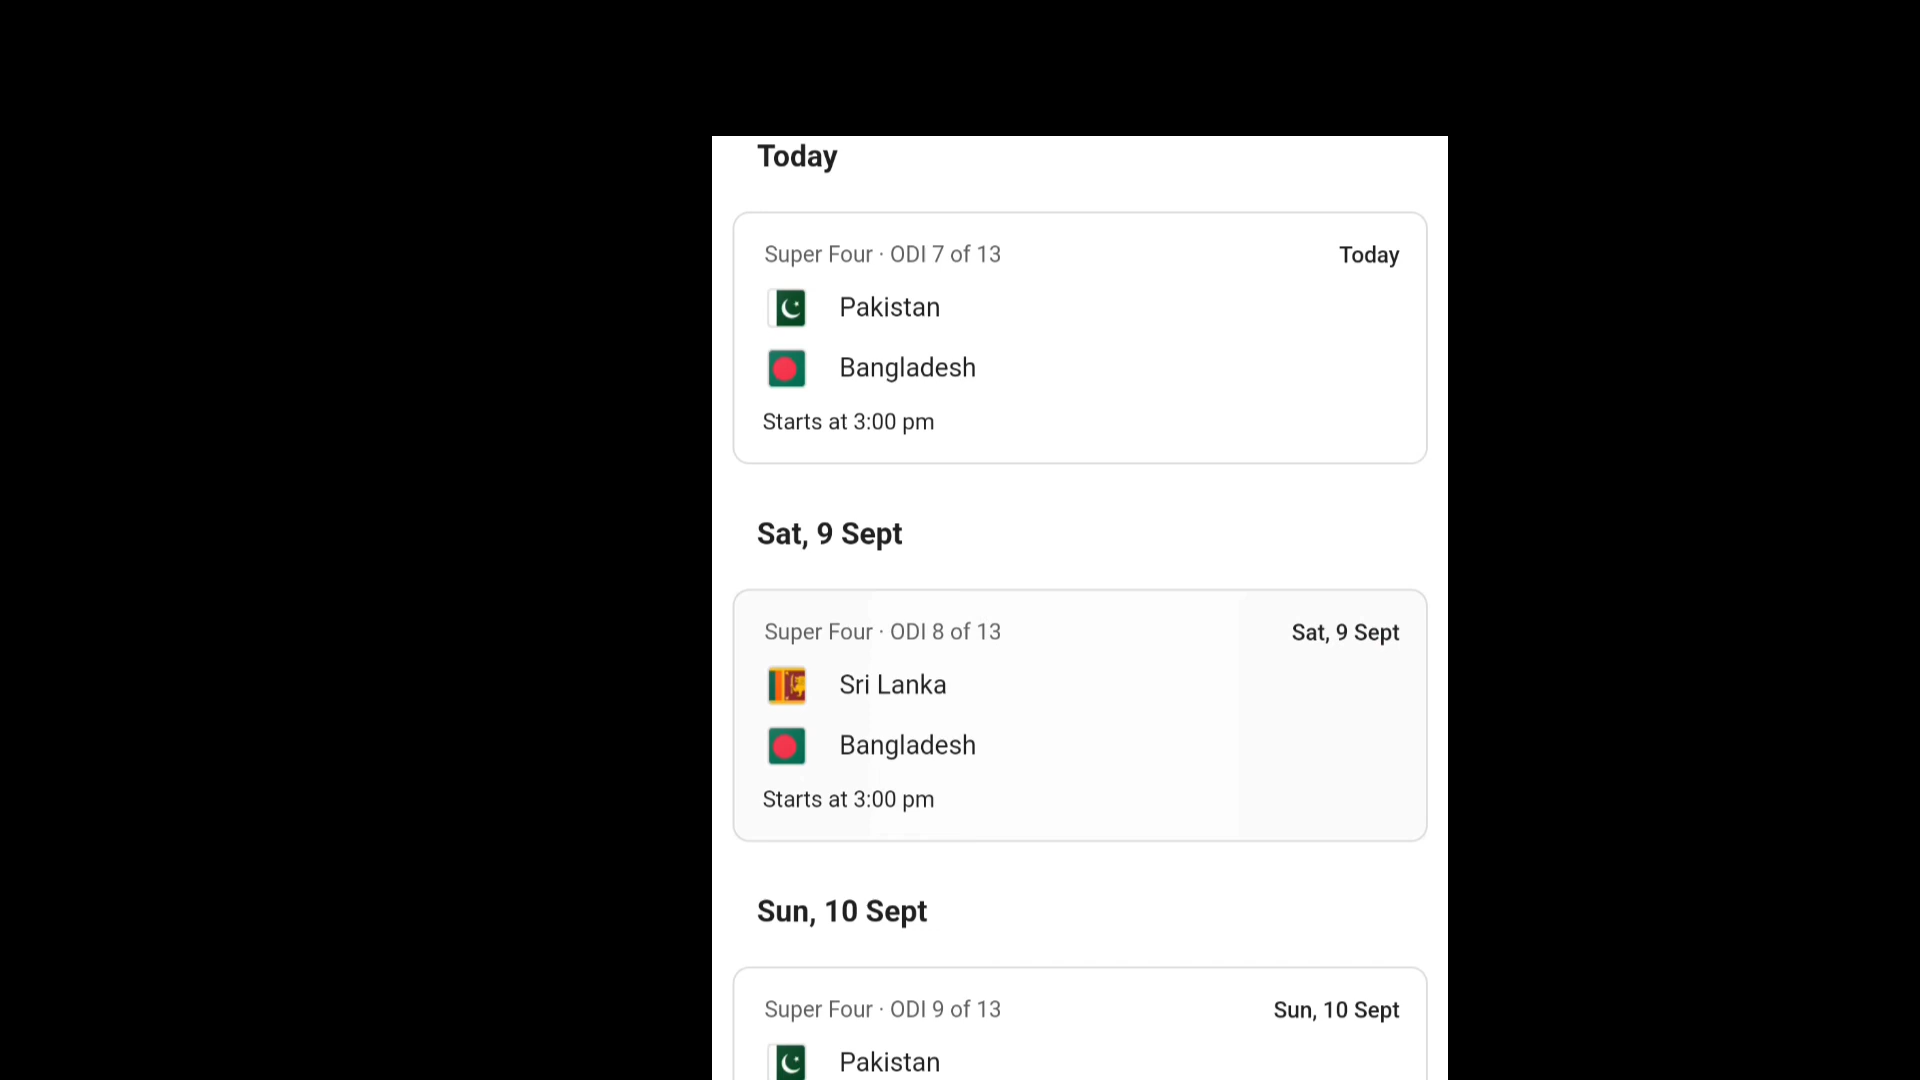 Today
Super Four · ODI 7 of 13 Today
Pakistan
Bangladesh
Starts at 3:00 pm
Sat, 9 Sept
Super Four · ODI 8 of 13 Sat, 9 Sept
Sri Lanka
Bangladesh
Starts at 3:00 pm
Sun, 10 Sept
Super Four · ODI 9 of 13 Sun, 10 Sept
Pakistan